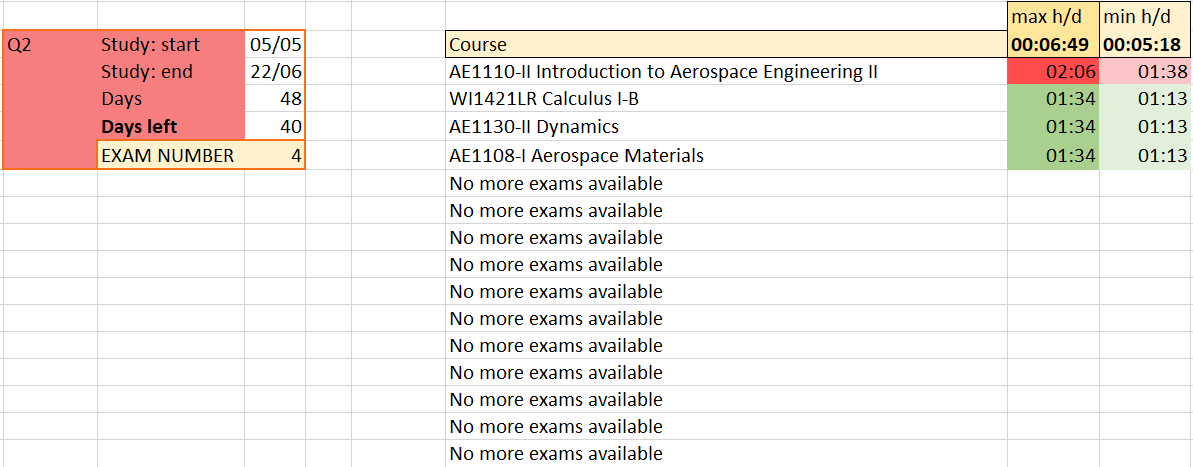 max h/d min h/d
Q2 Study: start 05/05 Course 00:06:49 00:05:18
Study: end 22/06 AE1110-II Introduction to Aerospace Engineering II 02:06 01:38
Days 48 WI1421LR Calculus I-B 01:34 01:13
Days left 40 AE1130-II Dynamics 01:34 01:13
EXAM NUMBER 4 AE1108-I Aerospace Materials 01:34 01:13
No more exams available
No more exams available
No more exams available
No more exams available
No more exams available
No more exams available
No more exams available
No more exams available
No more exams available
No more exams available
No more exams available